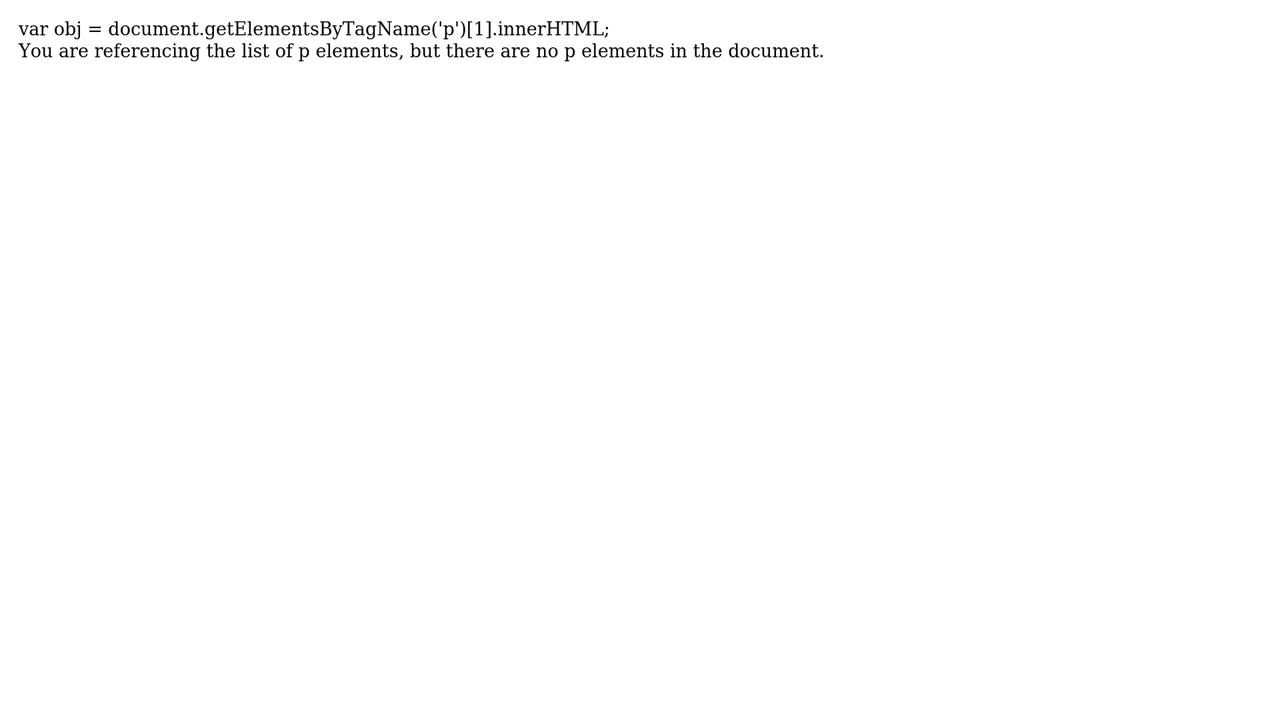 var obj = document.getElementsByTagName('p')[1].innerHTML;
You are referencing the list of p elements, but there are no p elements in the document.